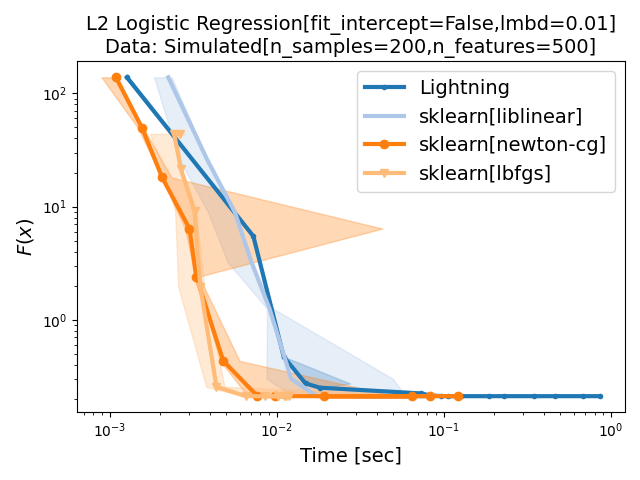 L2 Logistic Regression[fit_intercept=False,lmbd=0.01]
Data: Simulated[n_samples=200,n_features=500]
Lightning
sklearn[liblinear]
sklearn[newton-cg]
sklearn[lbfgs]
F(x)
10²
10¹
10⁰
10⁻³
10⁻²
10⁻¹
10⁰
Time [sec]